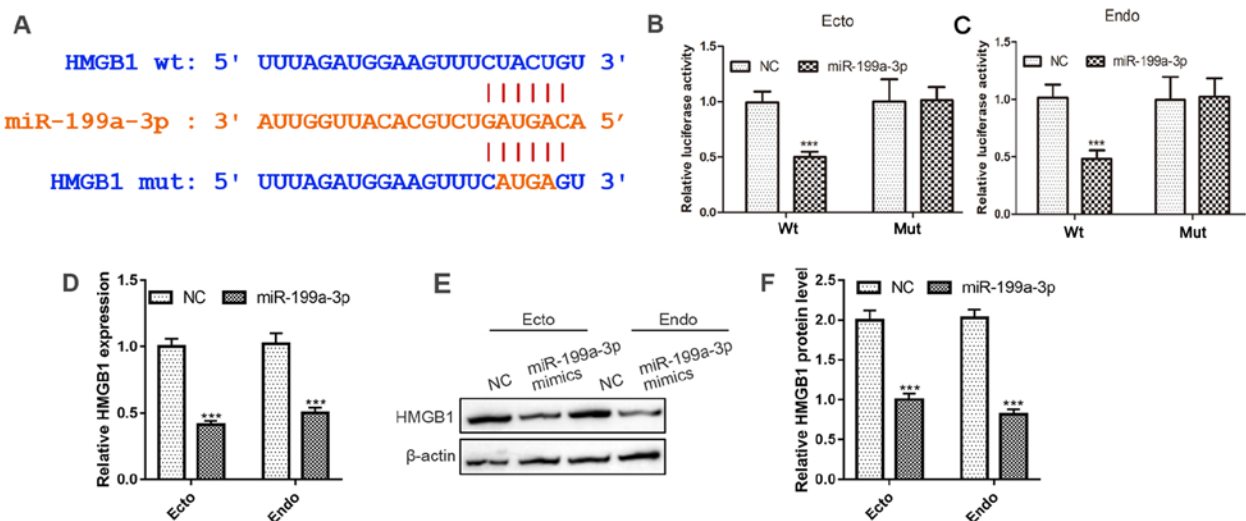 A
HMGB1 wt: 5' UUUAGAUGGAAGUUUCUACUGU 3'
miR-199a-3p : 3' AUUGGUUACACGUCUGAUGACA 5′
HMGB1 mut: 5' UUUAGAUGGAAGUUUCAUGAGU 3'
B
Ecto
Relative luciferase activity
1.5
1.0
0.5
0.0
NC
miR-199a-3p
***
Wt
Mut
C
Endo
Relative luciferase activity
1.5
1.0
0.5
0.0
NC
miR-199a-3p
***
Wt
Mut
D
Relative HMGB1 expression
1.5
1.0
0.5
0.0
NC
miR-199a-3p
***
***
Ecto
Endo
E
Ecto
Endo
NC
miR-199a-3p
mimics
NC
miR-199a-3p
mimics
HMGB1
β-actin
F
Relative HMGB1 protein level
2.5
2.0
1.5
1.0
0.5
0.0
NC
miR-199a-3p
***
***
Ecto
Endo